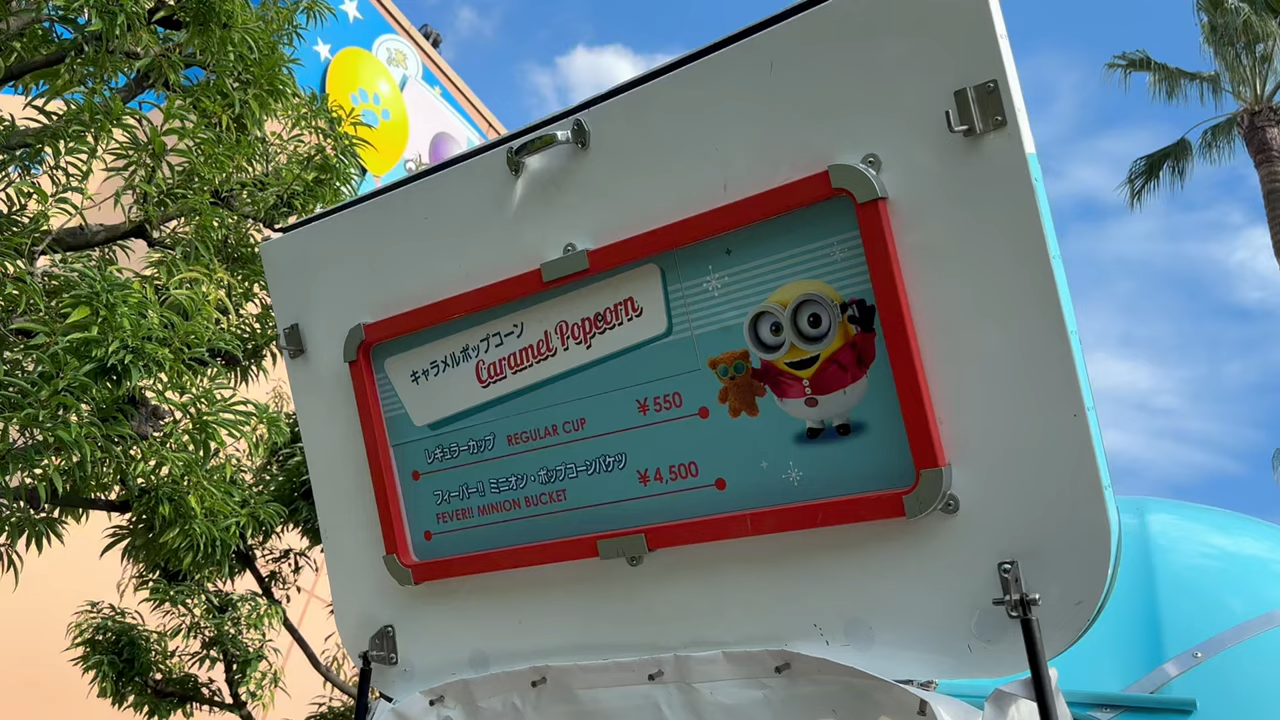 キャラメルポップコーン
Caramel Popcorn
レギュラーカップ REGULAR CUP ¥550
フィーバー!! ミニオン・ポップコーンバケツ ¥4,500
FEVER!! MINION BUCKET